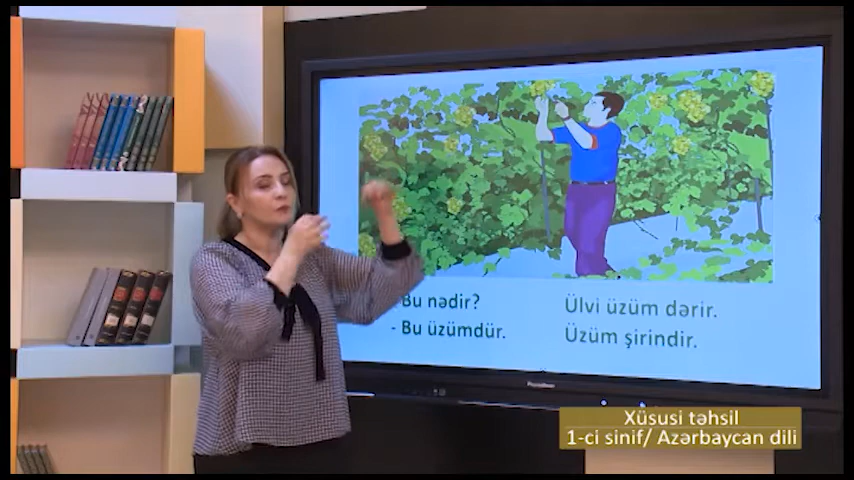 - Bu nədir?
- Bu üzümdür.
Ülvi üzüm dərir.
Üzüm şirindir.
Xüsusi təhsil
1-ci sinif/ Azərbaycan dili